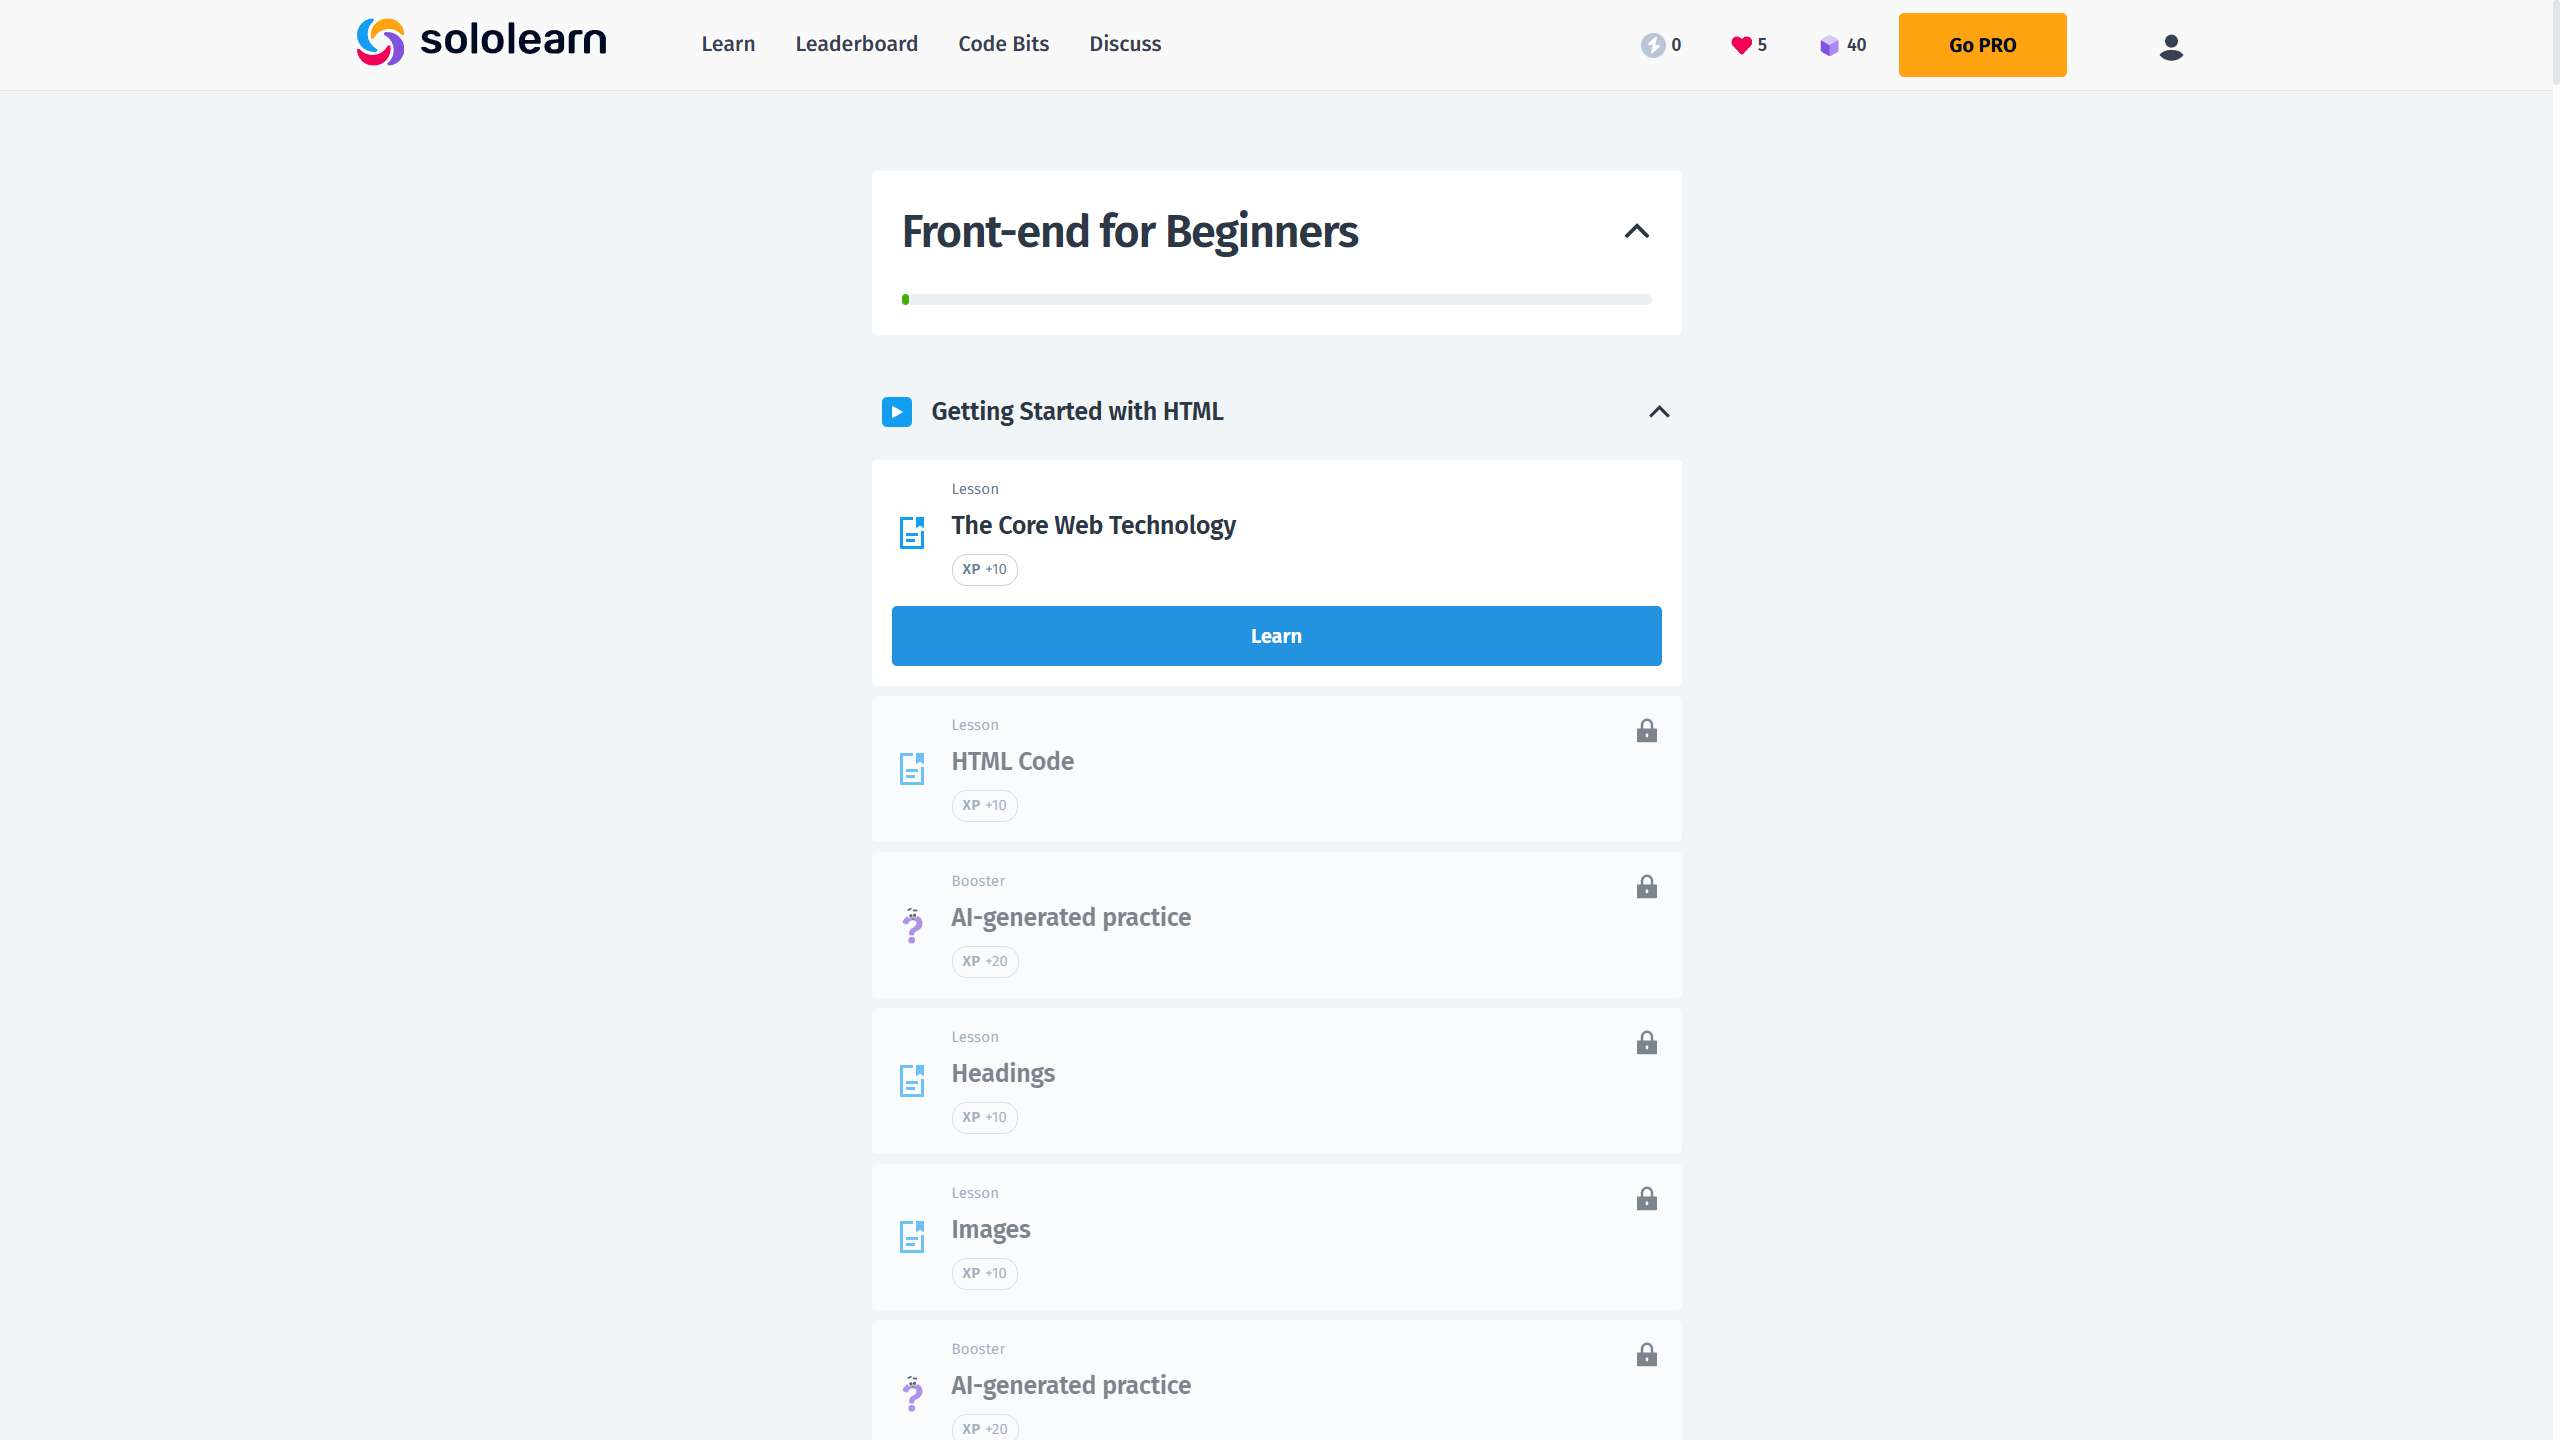 sololearn
Learn
Leaderboard
Code Bits
Discuss
0
5
40
Go PRO
Front-end for Beginners
Getting Started with HTML
Lesson
The Core Web Technology
XP +10
Learn
Lesson
HTML Code
XP +10
Booster
AI-generated practice
XP +20
Lesson
Headings
XP +10
Lesson
Images
XP +10
Booster
AI-generated practice
XP +20